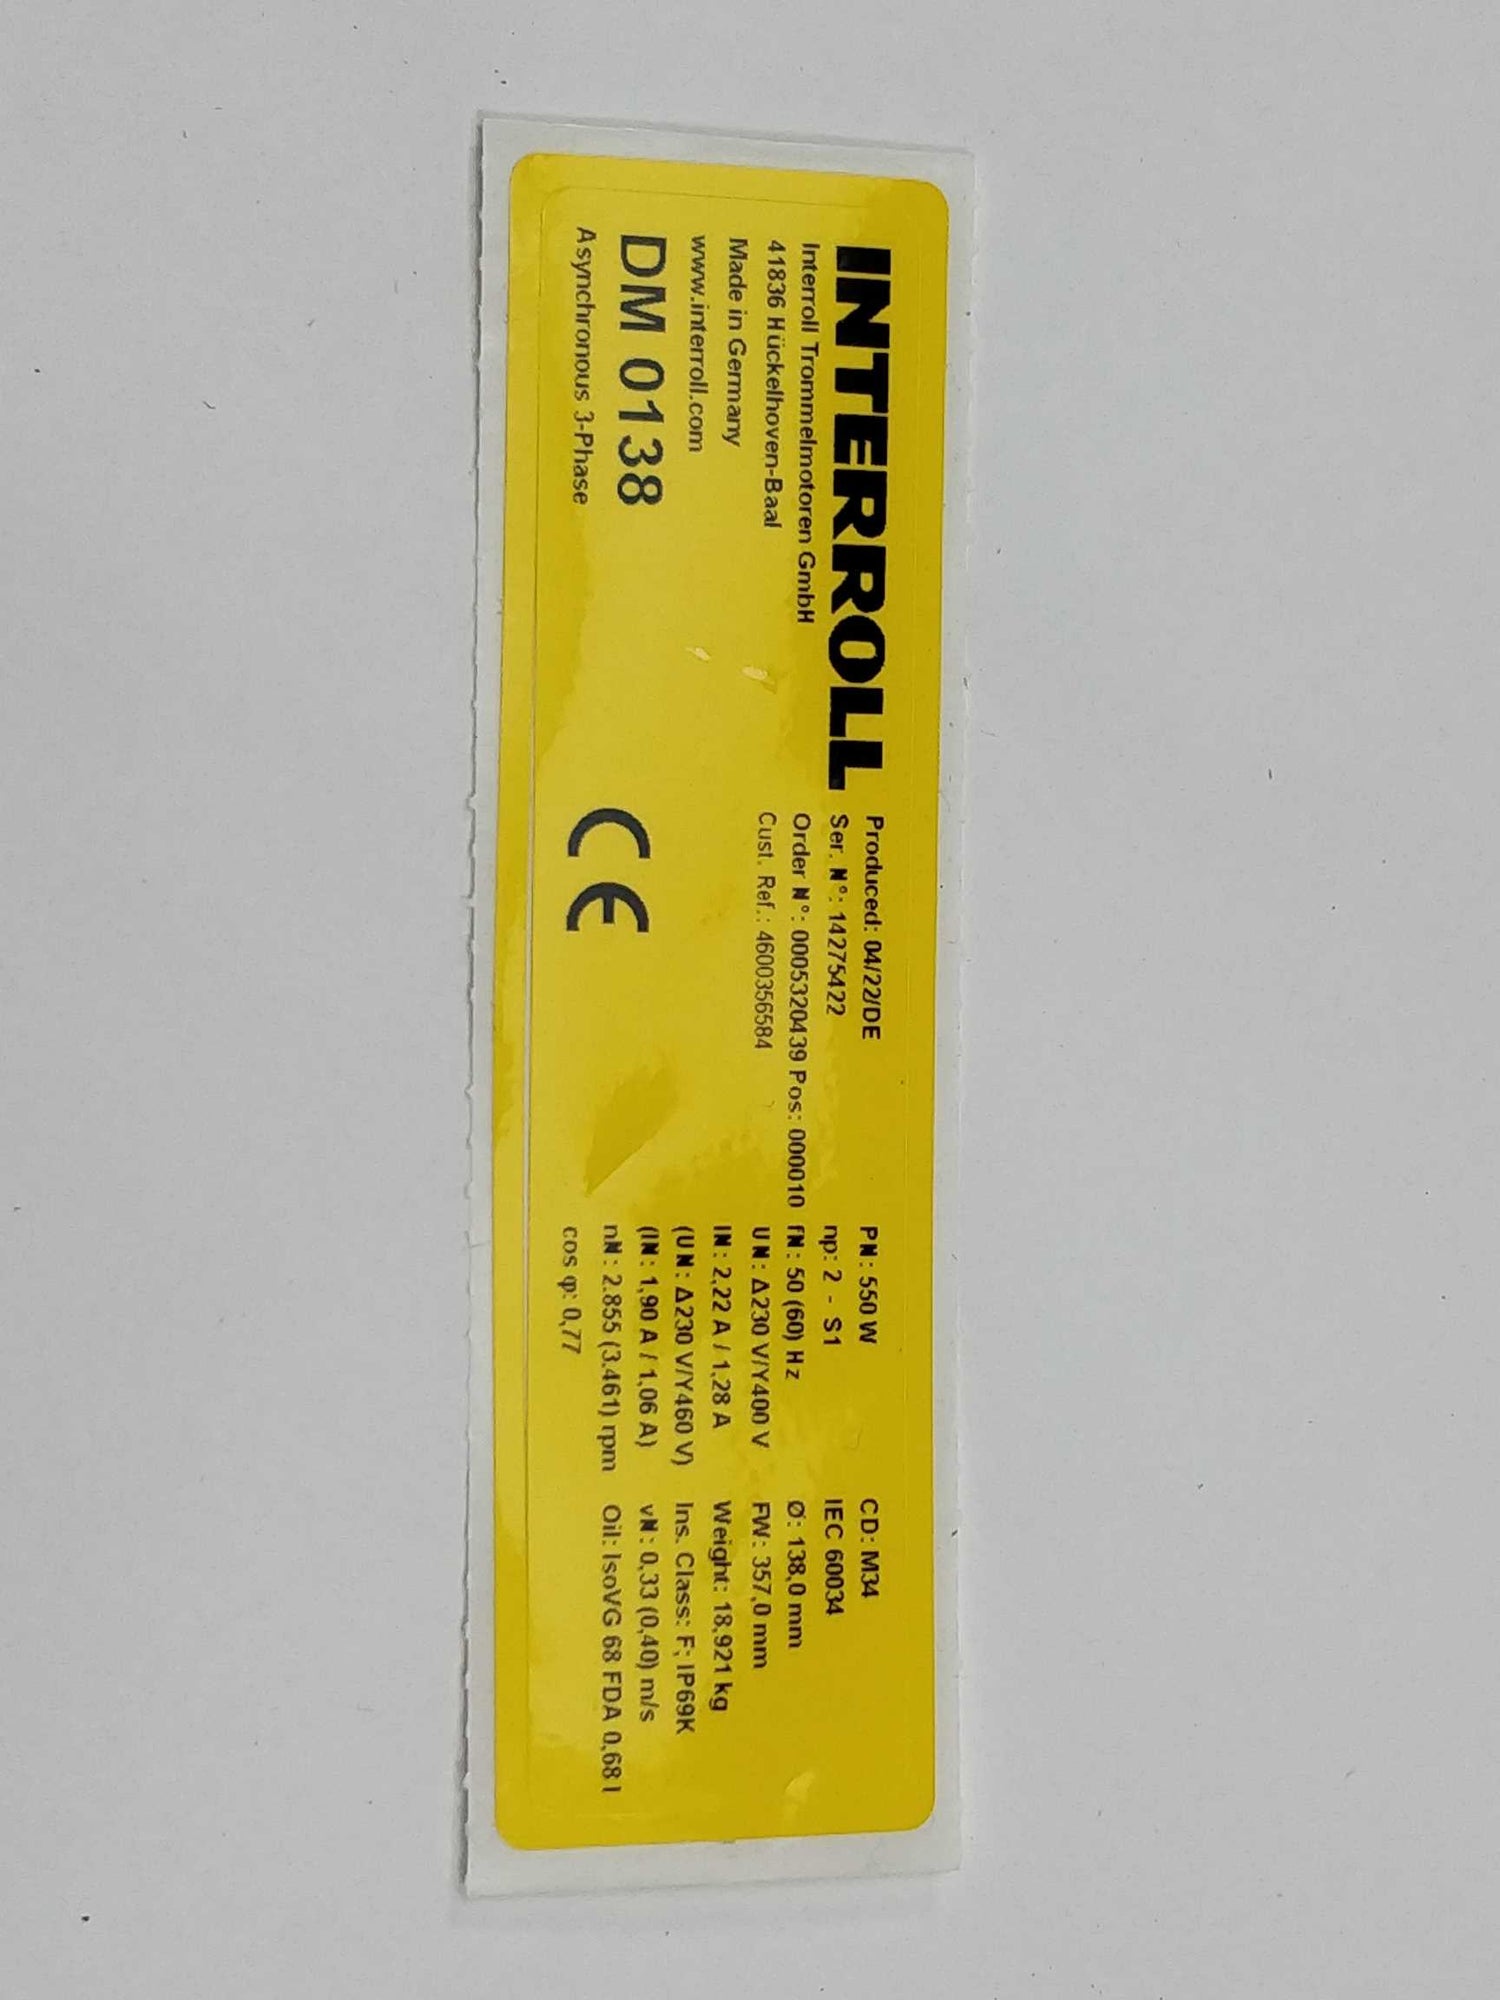 INTERROLL
Interroll Trommelmotoren GmbH
41836 Hückelhoven-Baal
Made in Germany
www.interroll.com
DM 0138
Asynchronous 3-Phase
Produced: 04/22/DE
Ser. N°: 14275422
Order N°: 0005320439 Pos: 000010
Cust. Ref.: 4600356584
CE
PN: 550 W
np: 2 - S1
fN: 50 (60) Hz
UN: Δ230 V/Y400 V
IN: 2,22 A / 1,28 A
(UN: Δ230 V/Y460 V)
(IN: 1,90 A / 1,06 A)
nN: 2.855 (3.461) rpm
cos φ: 0,77
CD: M34
IEC 60034
Ø: 138,0 mm
FW: 357,0 mm
Weight: 18,921 kg
Ins. Class: F; IP69K
vN: 0,33 (0,40) m/s
Oil: IsoVG 68 FDA 0,68 l